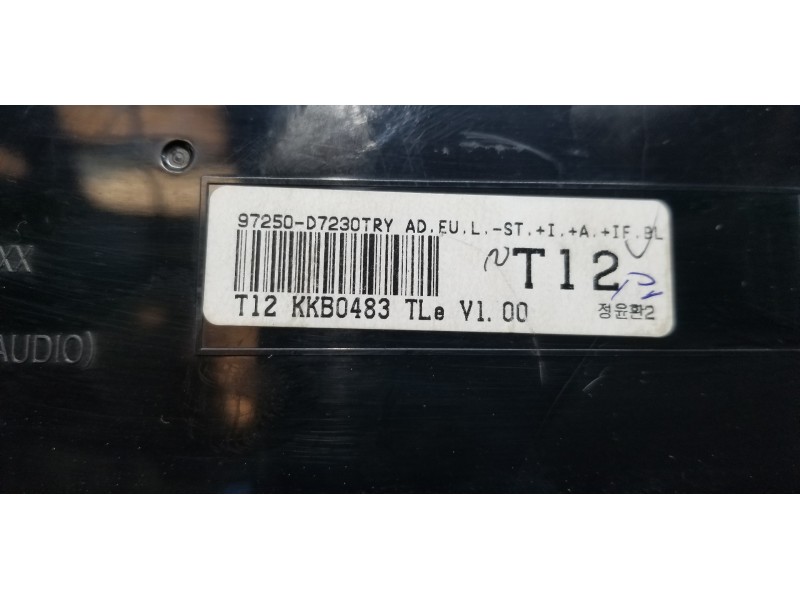 97250-D7230TRY AD.EU.L.-ST.+I.+A.+IF.BL
T12
T12 KKB0483 TLe V1.00
정윤환2
XX
AUDIO)